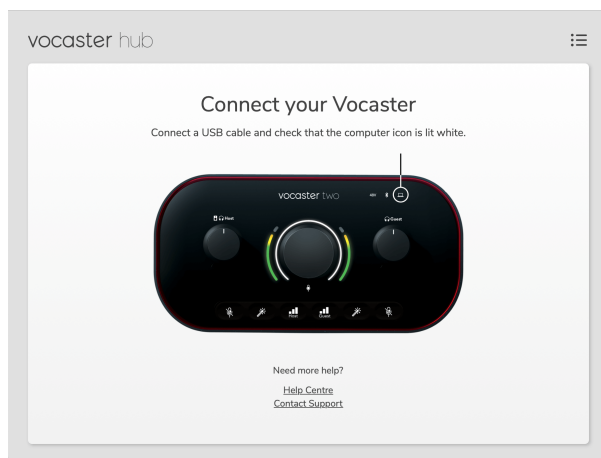 vocaster hub
Connect your Vocaster
Connect a USB cable and check that the computer icon is lit white.
vocaster two
48V
Host
Guest
Host
Guest
Need more help?
Help Centre
Contact Support